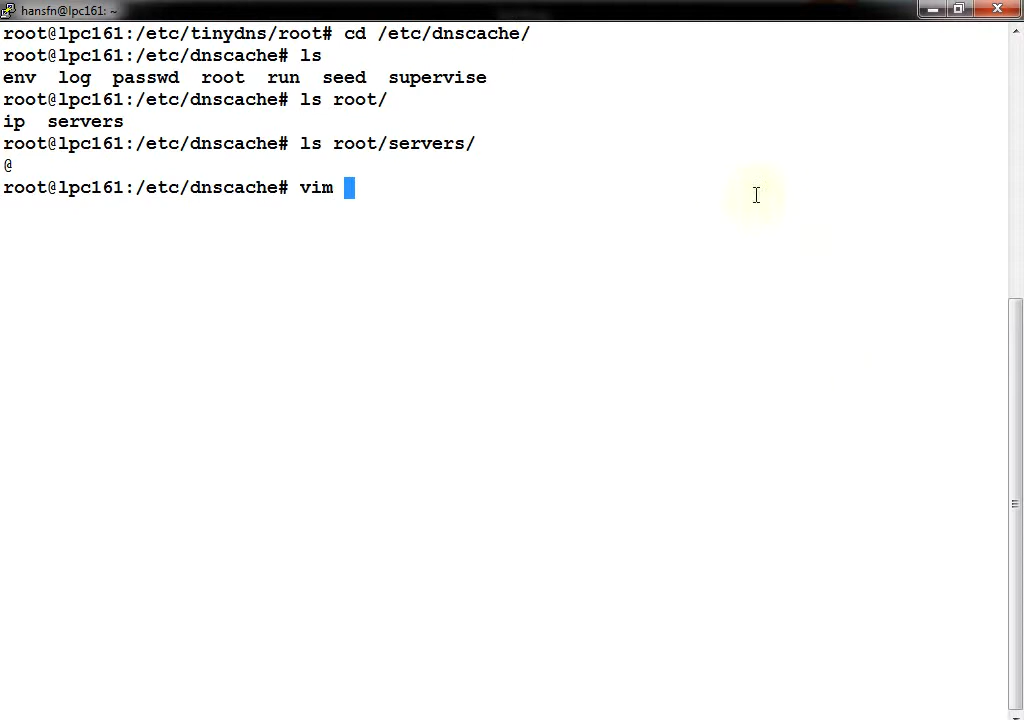 hansfn@lpc161: ~
root@lpc161:/etc/tinydns/root# cd /etc/dnscache/
root@lpc161:/etc/dnscache# ls
env  log  passwd  root  run  seed  supervise
root@lpc161:/etc/dnscache# ls root/
ip  servers
root@lpc161:/etc/dnscache# ls root/servers/
@
root@lpc161:/etc/dnscache# vim